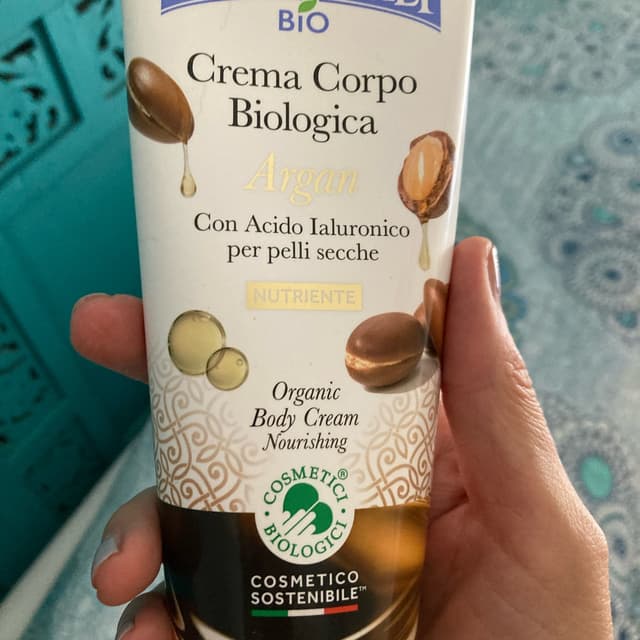 BiO
Crema Corpo
Biologica
Argan
Con Acido Ialuronico
per pelli secche
NUTRIENTE
Organic
Body Cream
Nourishing
COSMETICI®
BIOLOGICI
COSMETICO
SOSTENIBILE™